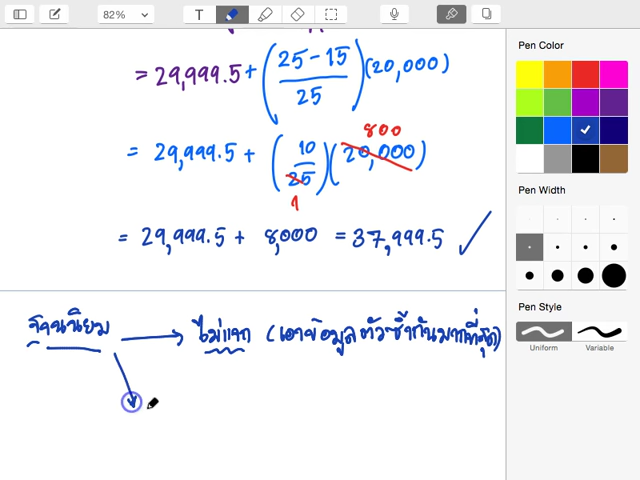 82%
T
= 29,999.5 + (25 - 15 / 25)(20,000)
= 29,999.5 + (10 / 25)(20,000)
800
1
= 29,999.5 + 8,000 = 37,999.5 ✓
ฐานนิยม → ไม่แจก (เอาข้อมูลตัวซ้ำกันมากที่สุด)
Pen Color
Pen Width
Pen Style
Uniform
Variable